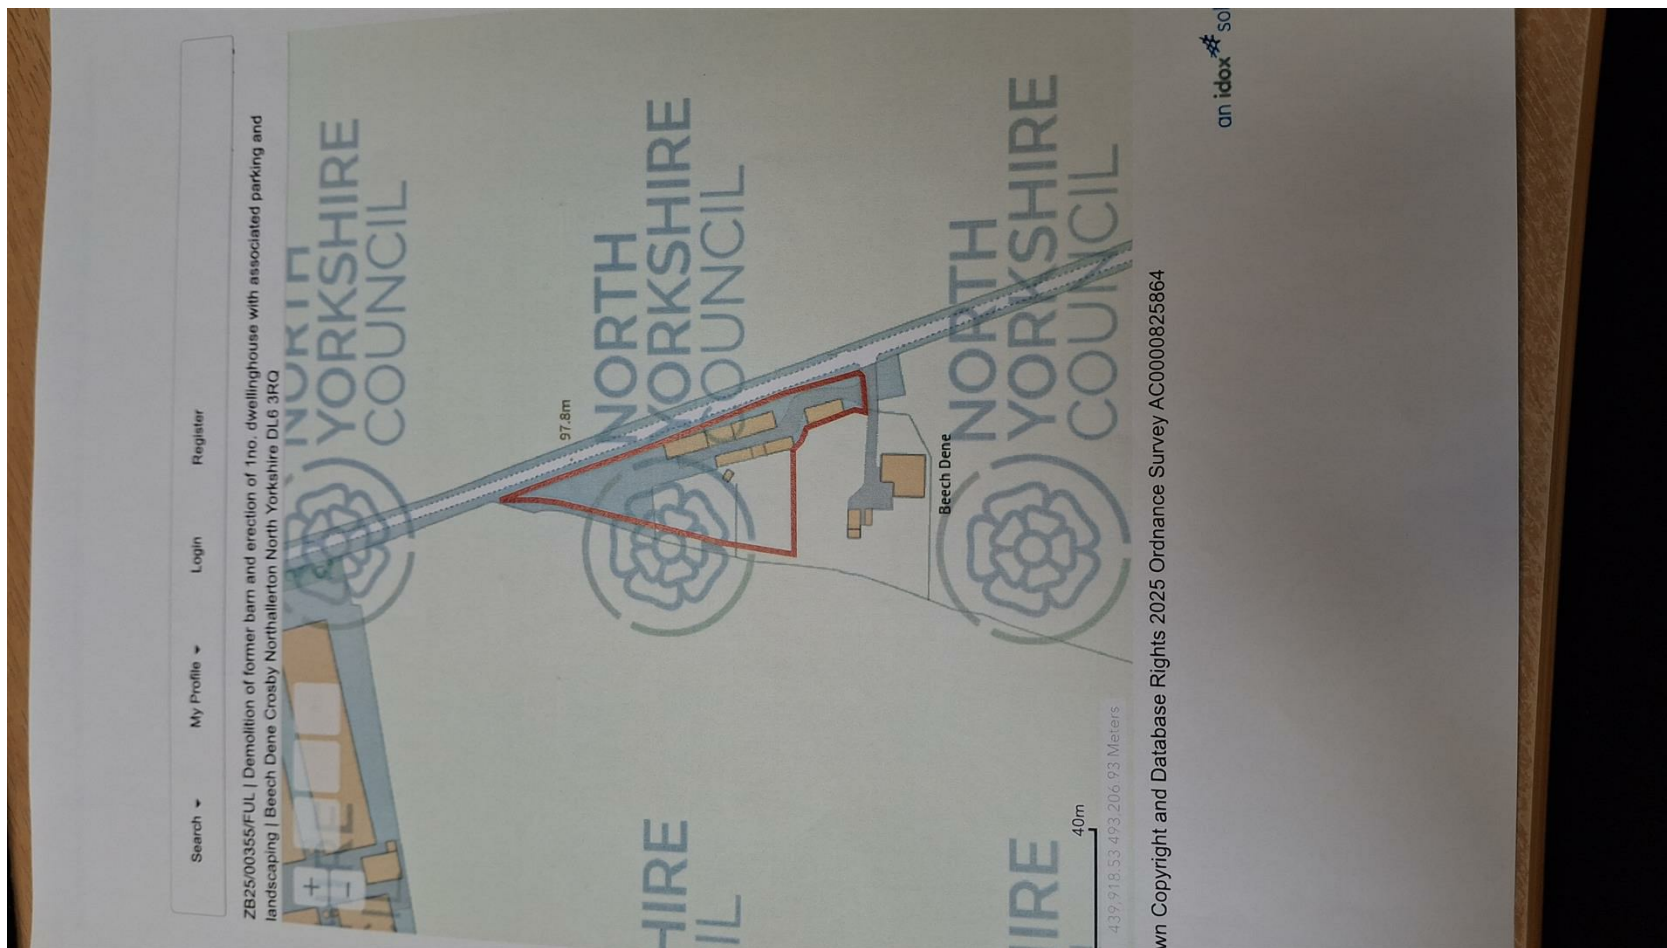 Search My Profile Login Register
ZB25/00355/FUL | Demolition of former barn and erection of 1no. dwellinghouse with associated parking and
landscaping | Beech Dene Crosby Northallerton North Yorkshire DL6 3RQ
+
−
NORTH
YORKSHIRE
COUNCIL
97.8m
HIRE
IL
NORTH
YORKSHIRE
COUNCIL
Beech Dene
IRE
NORTH
YORKSHIRE
COUNCIL
40m
439,918.53 493,206.93 Meters
wn Copyright and Database Rights 2025 Ordnance Survey AC0000825864
an idox sol